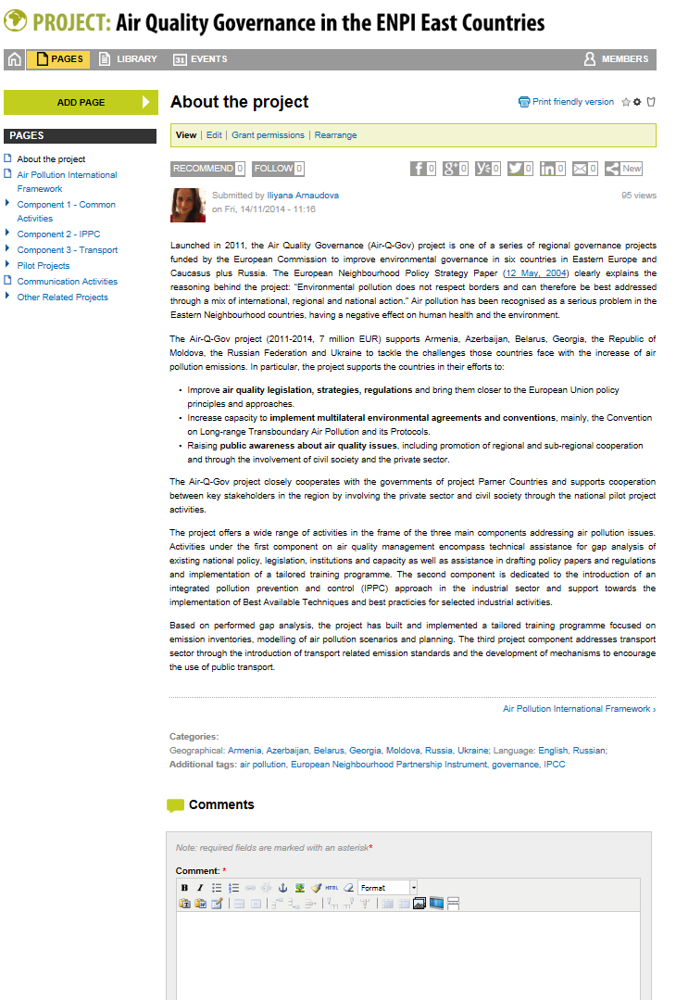 PROJECT: Air Quality Governance in the ENPI East Countries
PAGES
LIBRARY
31 EVENTS
MEMBERS
ADD PAGE
PAGES
About the project
Air Pollution International
Framework
Component 1 - Common
Activities
Component 2 - IPPC
Component 3 - Transport
Pilot Projects
Communication Activities
Other Related Projects
About the project
Print friendly version
View | Edit | Grant permissions | Rearrange
RECOMMEND 0 FOLLOW 0
f 0 g+ 0 0 0 in 0 0 New
Submitted by Iliyana Arnaudova
on Fri, 14/11/2014 - 11:16
95 views
Launched in 2011, the Air Quality Governance (Air-Q-Gov) project is one of a series of regional governance projects
funded by the European Commission to improve environmental governance in six countries in Eastern Europe and
Caucasus plus Russia. The European Neighbourhood Policy Strategy Paper (12 May, 2004) clearly explains the
reasoning behind the project: “Environmental pollution does not respect borders and can therefore be best addressed
through a mix of international, regional and national action.” Air pollution has been recognised as a serious problem in the
Eastern Neighbourhood countries, having a negative effect on human health and the environment.
The Air-Q-Gov project (2011-2014, 7 million EUR) supports Armenia, Azerbaijan, Belarus, Georgia, the Republic of
Moldova, the Russian Federation and Ukraine to tackle the challenges those countries face with the increase of air
pollution emissions. In particular, the project supports the countries in their efforts to:
• Improve air quality legislation, strategies, regulations and bring them closer to the European Union policy
principles and approaches.
• Increase capacity to implement multilateral environmental agreements and conventions, mainly, the Convention
on Long-range Transboundary Air Pollution and its Protocols.
• Raising public awareness about air quality issues, including promotion of regional and sub-regional cooperation
and through the involvement of civil society and the private sector.
The Air-Q-Gov project closely cooperates with the governments of project Parner Countries and supports cooperation
between key stakeholders in the region by involving the private sector and civil society through the national pilot project
activities.
The project offers a wide range of activities in the frame of the three main components addressing air pollution issues.
Activities under the first component on air quality management encompass technical assistance for gap analysis of
existing national policy, legislation, institutions and capacity as well as assistance in drafting policy papers and regulations
and implementation of a tailored training programme. The second component is dedicated to the introduction of an
integrated pollution prevention and control (IPPC) approach in the industrial sector and support towards the
implementation of Best Available Techniques and best practicies for selected industrial activities.
Based on performed gap analysis, the project has built and implemented a tailored training programme focused on
emission inventories, modelling of air pollution scenarios and planning. The third project component addresses transport
sector through the introduction of transport related emission standards and the development of mechanisms to encourage
the use of public transport.
Air Pollution International Framework ›
Categories:
Geographical: Armenia, Azerbaijan, Belarus, Georgia, Moldova, Russia, Ukraine; Language: English, Russian;
Additional tags: air pollution, European Neighbourhood Partnership Instrument, governance, IPCC
Comments
Note: required fields are marked with an asterisk*
Comment: *
B I HTML Format